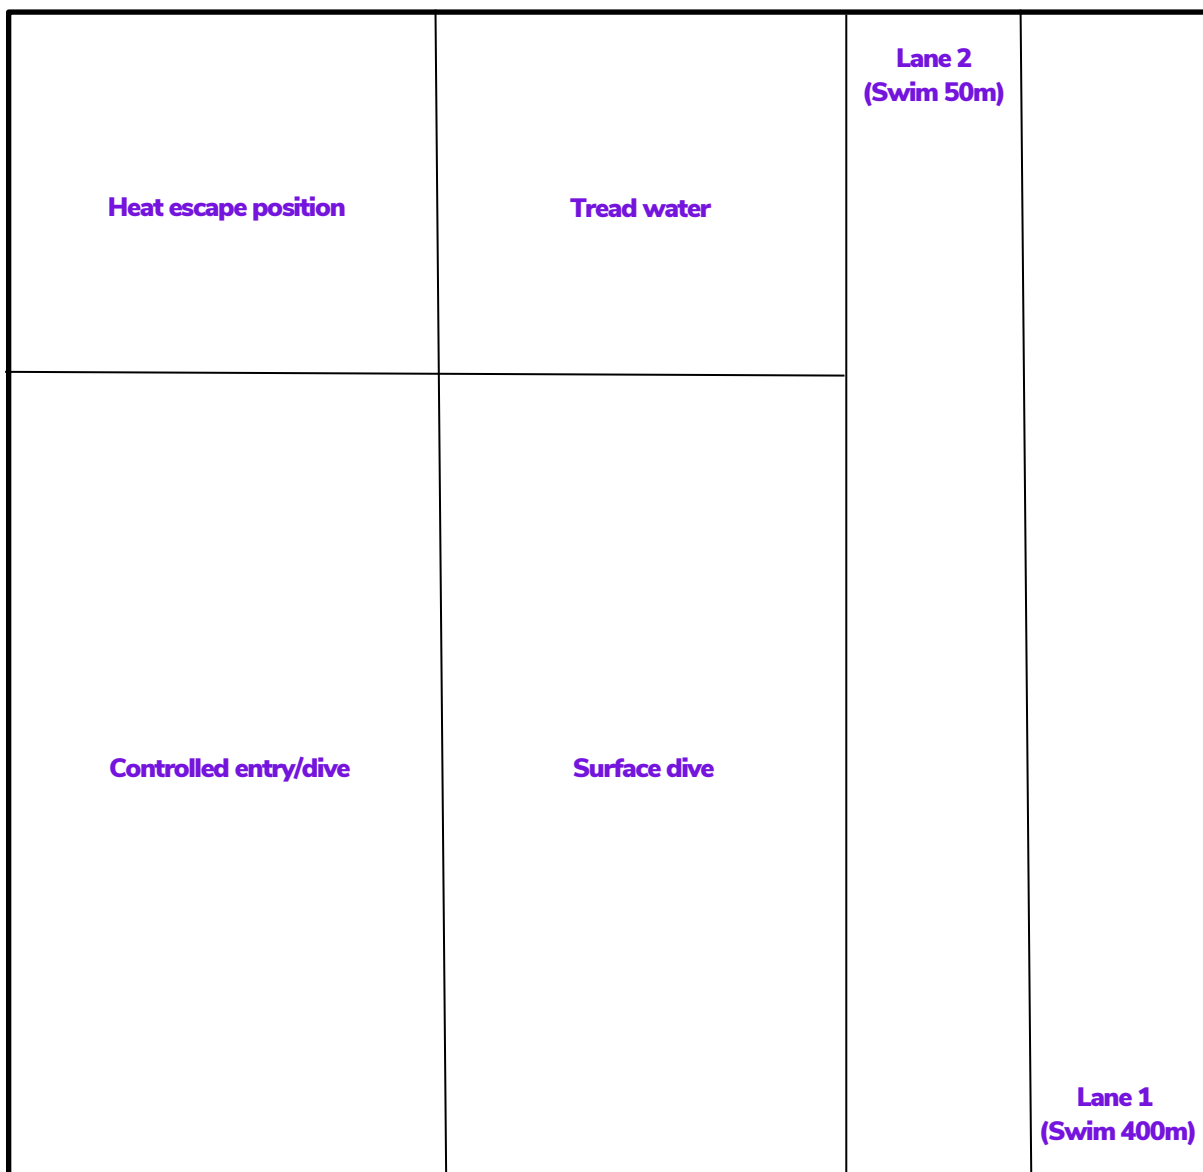 Lane 2
(Swim 50m)
Heat escape position
Tread water
Controlled entry/dive
Surface dive
Lane 1
(Swim 400m)